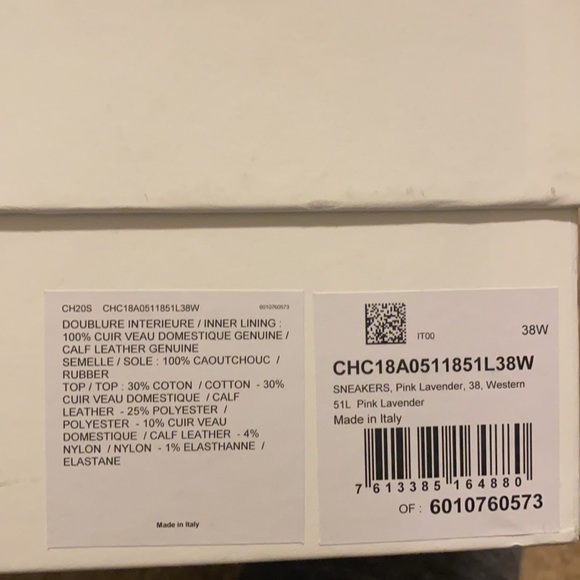 CH20S CHC18A0511851L38W 6010760573
DOUBLURE INTERIEURE / INNER LINING :
100% CUIR VEAU DOMESTIQUE GENUINE /
CALF LEATHER GENUINE
SEMELLE / SOLE : 100% CAOUTCHOUC /
RUBBER
TOP / TOP : 30% COTON / COTTON - 30%
CUIR VEAU DOMESTIQUE / CALF
LEATHER - 25% POLYESTER /
POLYESTER - 10% CUIR VEAU
DOMESTIQUE / CALF LEATHER - 4%
NYLON / NYLON - 1% ELASTHANNE /
ELASTANE
Made in Italy
IT00 38W
CHC18A0511851L38W
SNEAKERS, Pink Lavender, 38, Western
51L Pink Lavender
Made in Italy
7 613385 164880
OF : 6010760573